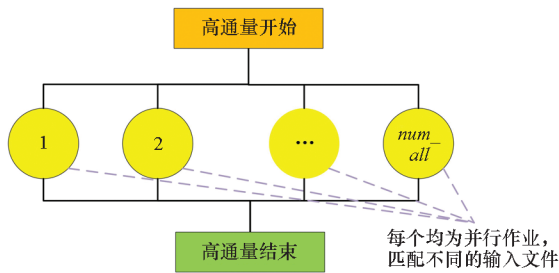 高通量开始
1
2
...
num_
all
高通量结束
每个均为并行作业，
匹配不同的输入文件